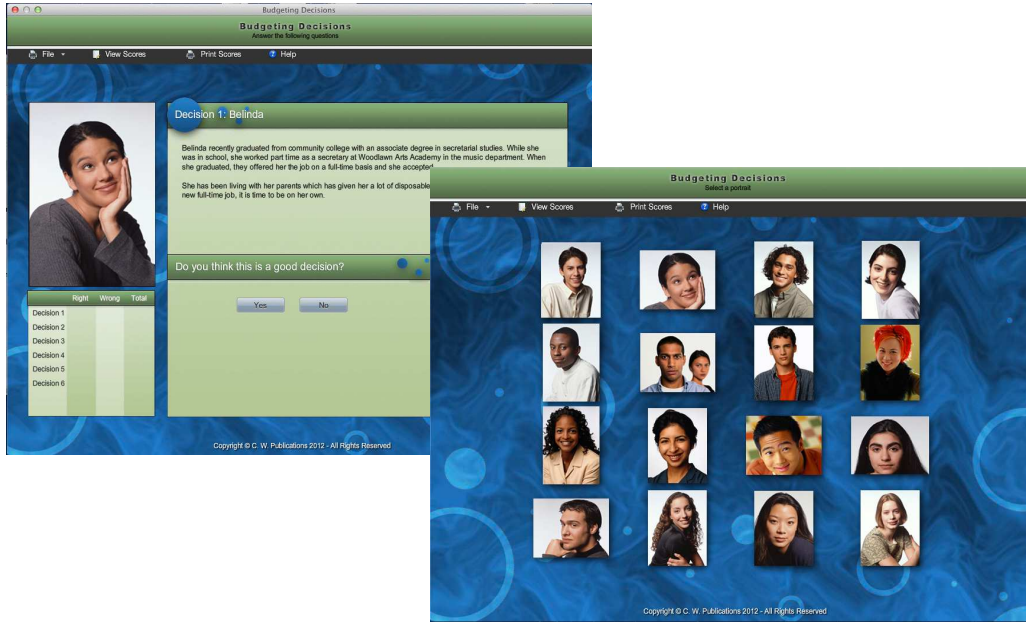 Budgeting Decisions
Budgeting Decisions
Answer the following questions
File View Scores Print Scores Help
Decision 1: Belinda
Belinda recently graduated from community college with an associate degree in secretarial studies. While she
was in school, she worked part time as a secretary at Woodlawn Arts Academy in the music department. When
she graduated, they offered her the job on a full-time basis and she accepted
She has been living with her parents which has given her a lot of disposable
new full-time job, it is time to be on her own.
Do you think this is a good decision?
Yes No
Right Wrong Total
Decision 1
Decision 2
Decision 3
Decision 4
Decision 5
Decision 6
Copyright © C. W. Publications 2012 - All Rights Reserved
Budgeting Decisions
Select a portrait
File View Scores Print Scores Help
Copyright © C. W. Publications 2012 - All Rights Reserved